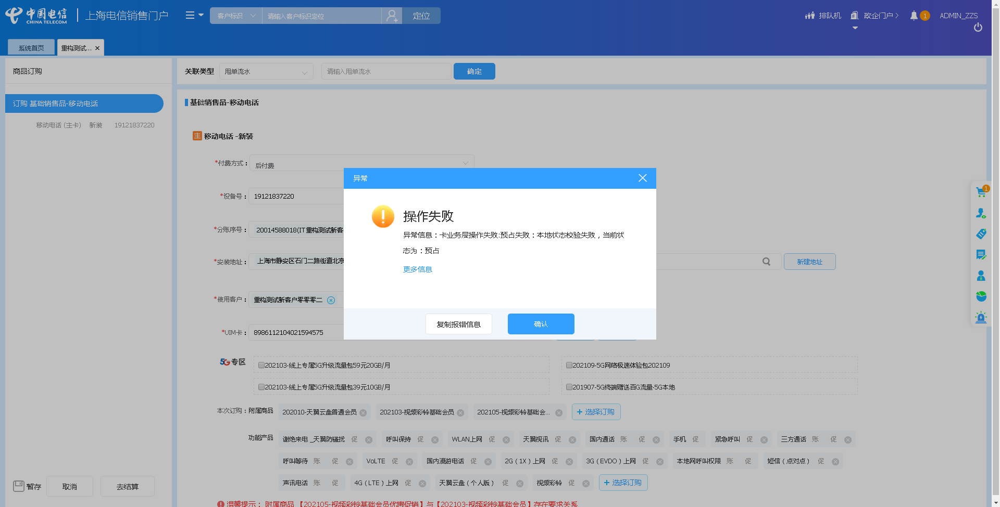 中国电信
CHINA TELECOM
上海电信销售门户
客户标识 请输入客户标识定位 定位
排队机 政企门户 1 ADMIN_ZZS
系统首页 重构测试...
商品订购
关联类型 甩单流水 请输入甩单流水 确定
订购 基础销售品-移动电话
移动电话 (主卡) 新装 19121837220
基础销售品-移动电话
主 移动电话 -新装
*付费方式： 后付费
*设备号： 19121837220
*分账序号： 20014588018(IT重构测试新客
*安装地址： 上海市静安区石门二路街道北京
新建地址
*使用客户： 重构测试新客户零零零二
*UIM卡： 8986112104021594575
异常
操作失败
异常信息：卡业务层操作失败:预占失败：本地状态校验失败，当前状
态为：预占
更多信息
复制报错信息 确认
1
5G专区
202103-线上专属5G升级流量包59元20GB/月 202109-5G网络极速体验包202109
202103-线上专属5G升级流量包39元10GB/月 201907-5G终端赠送百G流量-5G本地
本次订购：附属商品 202010-天翼云盘普通会员 202103-视频彩铃基础会员 202105-视频彩铃基础会... + 选择订购
功能产品 谢绝来电_天翼防骚扰 促 呼叫保持 促 WLAN上网 促 天翼视讯 促 国内通话 账 促 手机 促 紧急呼叫 促 三方通话 账 促
呼叫等待 账 促 VoLTE 促 国内漫游电话 促 2G（1X）上网 促 3G（EVDO）上网 促 本地网呼叫权限 账 促 短信（点对点） 促
声讯电话 账 促 4G（LTE）上网 促 天翼云盘（个人版） 促 视频彩铃 促 + 选择订购
温馨提示： 附属商品 【202105-视频彩铃基础会员优惠促销】与【202103-视频彩铃基础会员】存在要求关系
暂存 取消 去结算